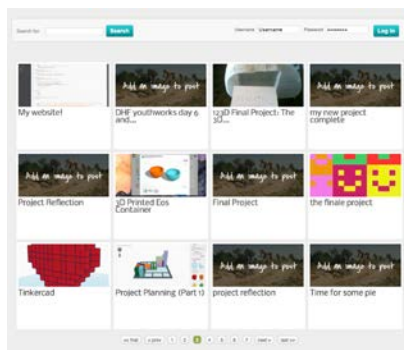 Search for:
Search
Username: Username
Password:
Log in
Add an image to post
Add an image to post
My website!
DHF youthworks day 6 and...
123D Final Project: The 3D...
my new project complete
Add an image to post
Add an image to post
Project Reflection
3D Printed Eos Container
Final Project
the finale project
Add an image to post
Add an image to post
Tinkercad
Project Planning (Part 1)
project reflection
Time for some pie
<< first < prev 1 2 3 4 5 6 7 next > last >>